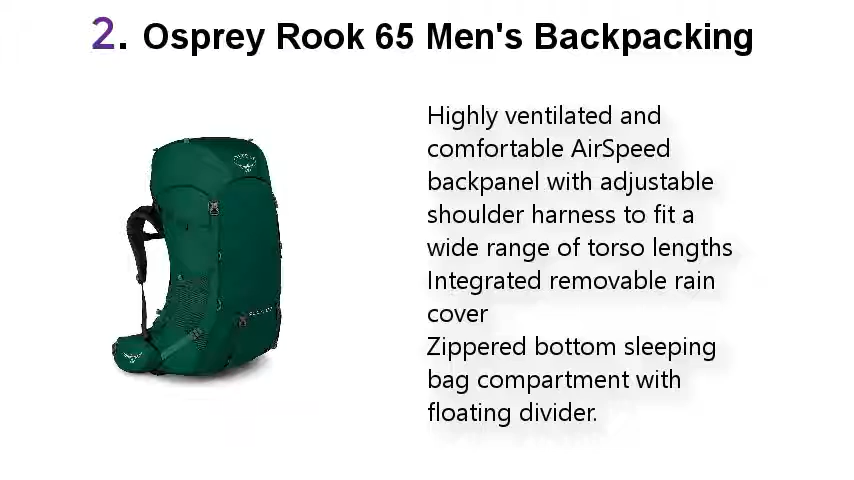 2. Osprey Rook 65 Men's Backpacking
Highly ventilated and
comfortable AirSpeed
backpanel with adjustable
shoulder harness to fit a
wide range of torso lengths
Integrated removable rain
cover
Zippered bottom sleeping
bag compartment with
floating divider.